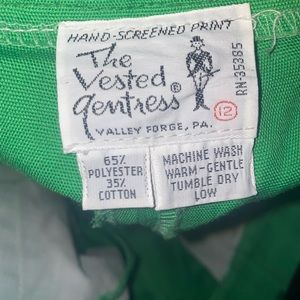 HAND-SCREENED PRINT
The
Vested
Gentress®
VALLEY FORGE, PA.
RN-35385
12
65%
POLYESTER
35%
COTTON
MACHINE WASH
WARM-GENTLE
TUMBLE DRY
LOW